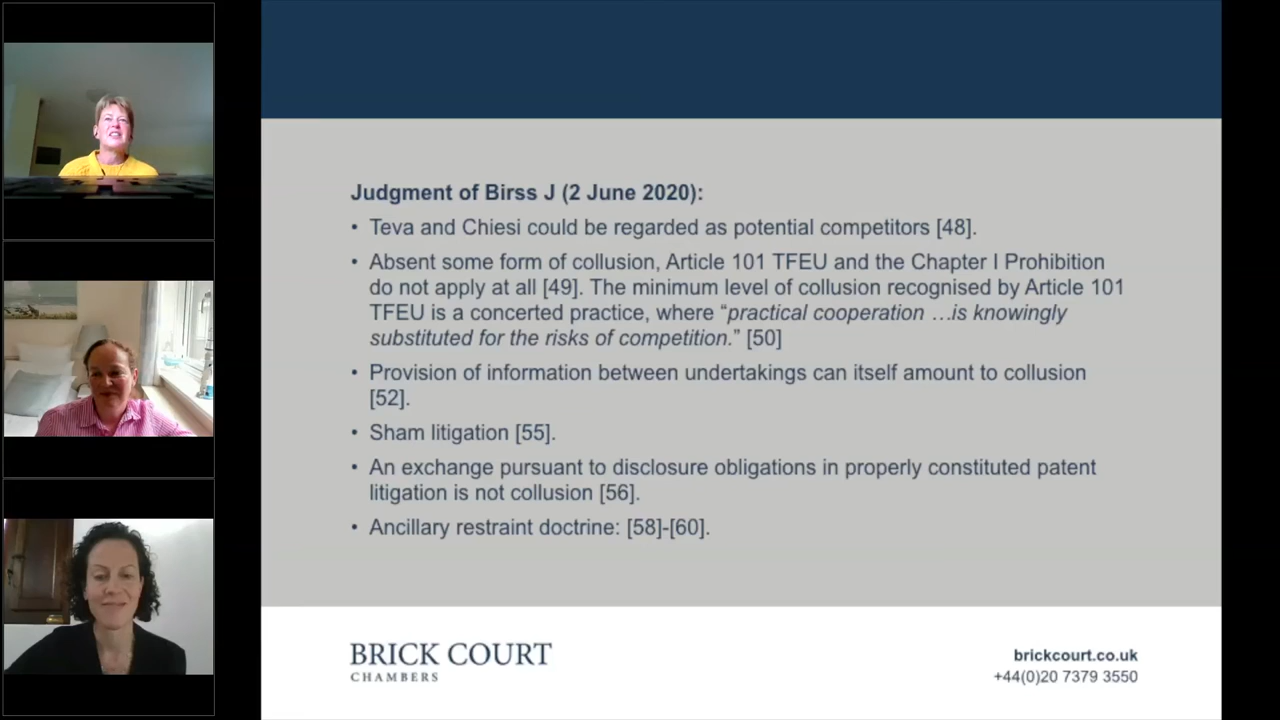 Judgment of Birss J (2 June 2020):
• Teva and Chiesi could be regarded as potential competitors [48].
• Absent some form of collusion, Article 101 TFEU and the Chapter I Prohibition
do not apply at all [49]. The minimum level of collusion recognised by Article 101
TFEU is a concerted practice, where “practical cooperation …is knowingly
substituted for the risks of competition.” [50]
• Provision of information between undertakings can itself amount to collusion
[52].
• Sham litigation [55].
• An exchange pursuant to disclosure obligations in properly constituted patent
litigation is not collusion [56].
• Ancillary restraint doctrine: [58]-[60].
BRICK COURT
CHAMBERS
brickcourt.co.uk
+44(0)20 7379 3550